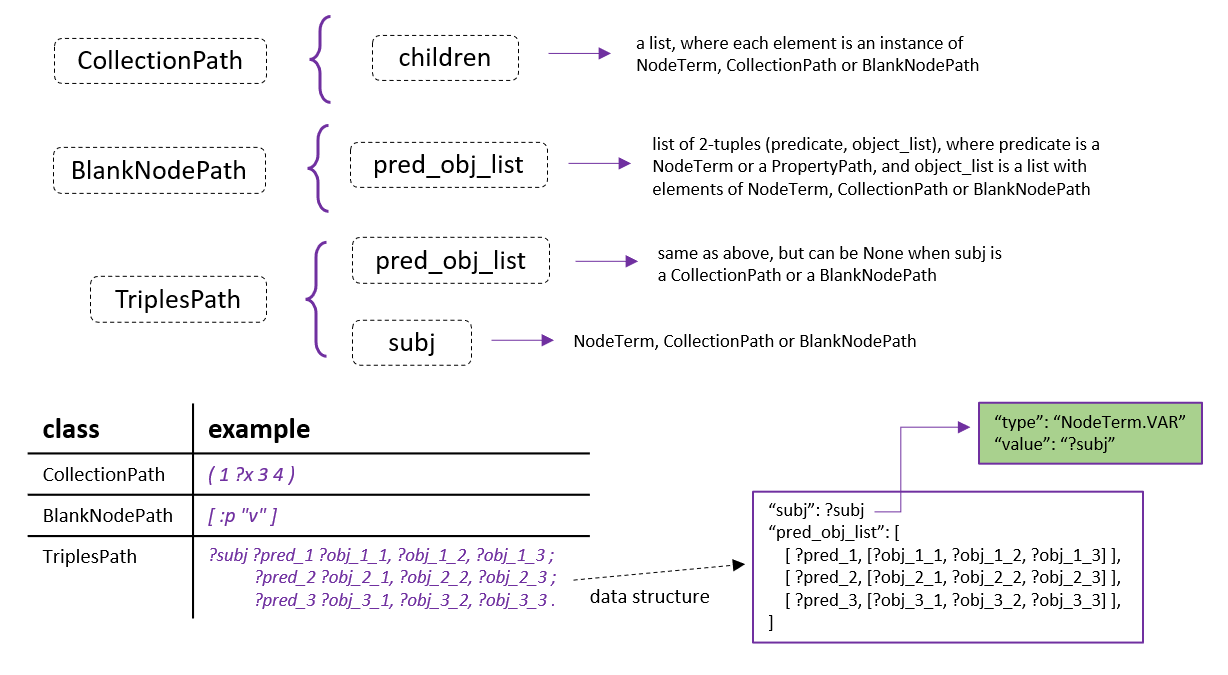 CollectionPath
children
a list, where each element is an instance of
NodeTerm, CollectionPath or BlankNodePath
BlankNodePath
pred_obj_list
list of 2-tuples (predicate, object_list), where predicate is a
NodeTerm or a PropertyPath, and object_list is a list with
elements of NodeTerm, CollectionPath or BlankNodePath
TriplesPath
pred_obj_list
same as above, but can be None when subj is
a CollectionPath or a BlankNodePath
subj
NodeTerm, CollectionPath or BlankNodePath
class example
CollectionPath ( 1 ?x 3 4 )
BlankNodePath [ :p "v" ]
TriplesPath ?subj ?pred_1 ?obj_1_1, ?obj_1_2, ?obj_1_3 ;
?pred_2 ?obj_2_1, ?obj_2_2, ?obj_2_3 ;
?pred_3 ?obj_3_1, ?obj_3_2, ?obj_3_3 .
data structure
“type”: “NodeTerm.VAR”
“value”: “?subj”
“subj”: ?subj
“pred_obj_list”: [
[ ?pred_1, [?obj_1_1, ?obj_1_2, ?obj_1_3] ],
[ ?pred_2, [?obj_2_1, ?obj_2_2, ?obj_2_3] ],
[ ?pred_3, [?obj_3_1, ?obj_3_2, ?obj_3_3] ],
]